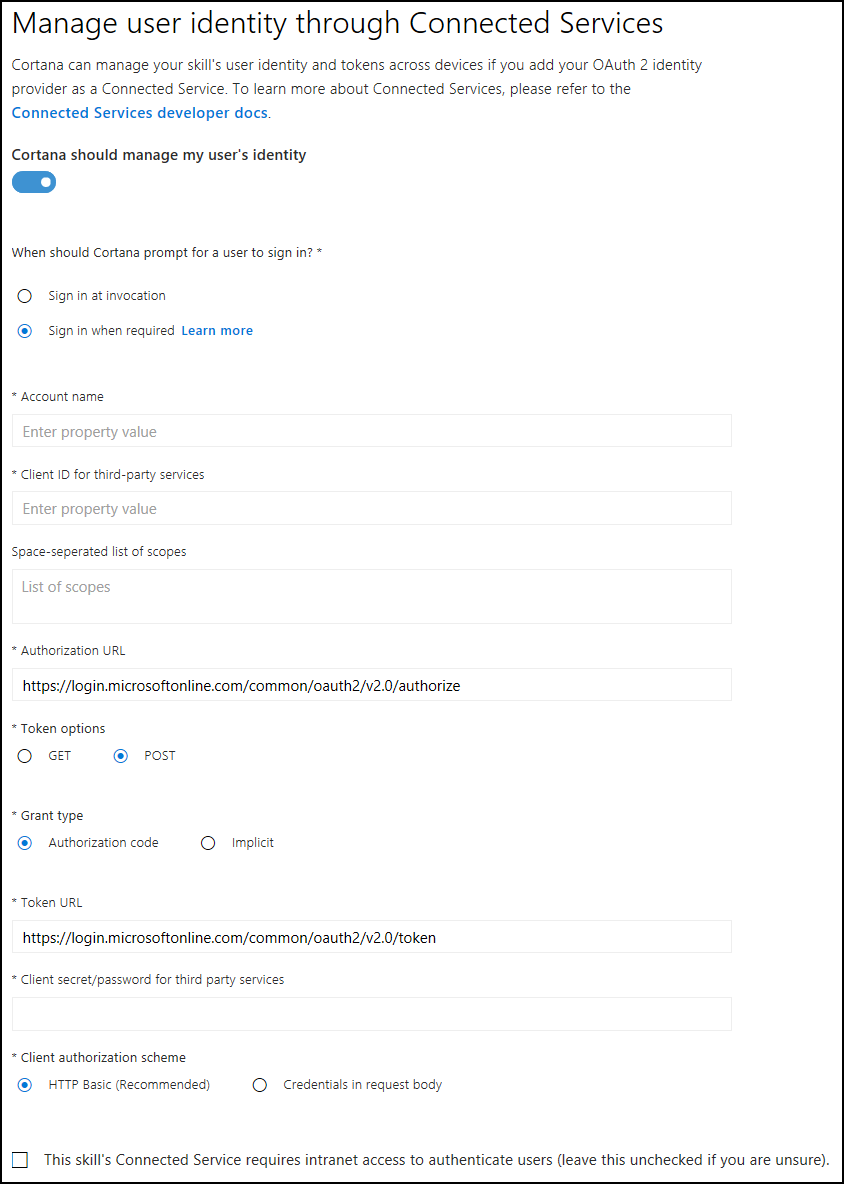 Manage user identity through Connected Services
Cortana can manage your skill's user identity and tokens across devices if you add your OAuth 2 identity
provider as a Connected Service. To learn more about Connected Services, please refer to the
Connected Services developer docs.
Cortana should manage my user's identity
When should Cortana prompt for a user to sign in? *
Sign in at invocation
Sign in when required Learn more
* Account name
Enter property value
* Client ID for third-party services
Enter property value
Space-seperated list of scopes
List of scopes
* Authorization URL
https://login.microsoftonline.com/common/oauth2/v2.0/authorize
* Token options
GET POST
* Grant type
Authorization code Implicit
* Token URL
https://login.microsoftonline.com/common/oauth2/v2.0/token
* Client secret/password for third party services
* Client authorization scheme
HTTP Basic (Recommended) Credentials in request body
This skill's Connected Service requires intranet access to authenticate users (leave this unchecked if you are unsure).